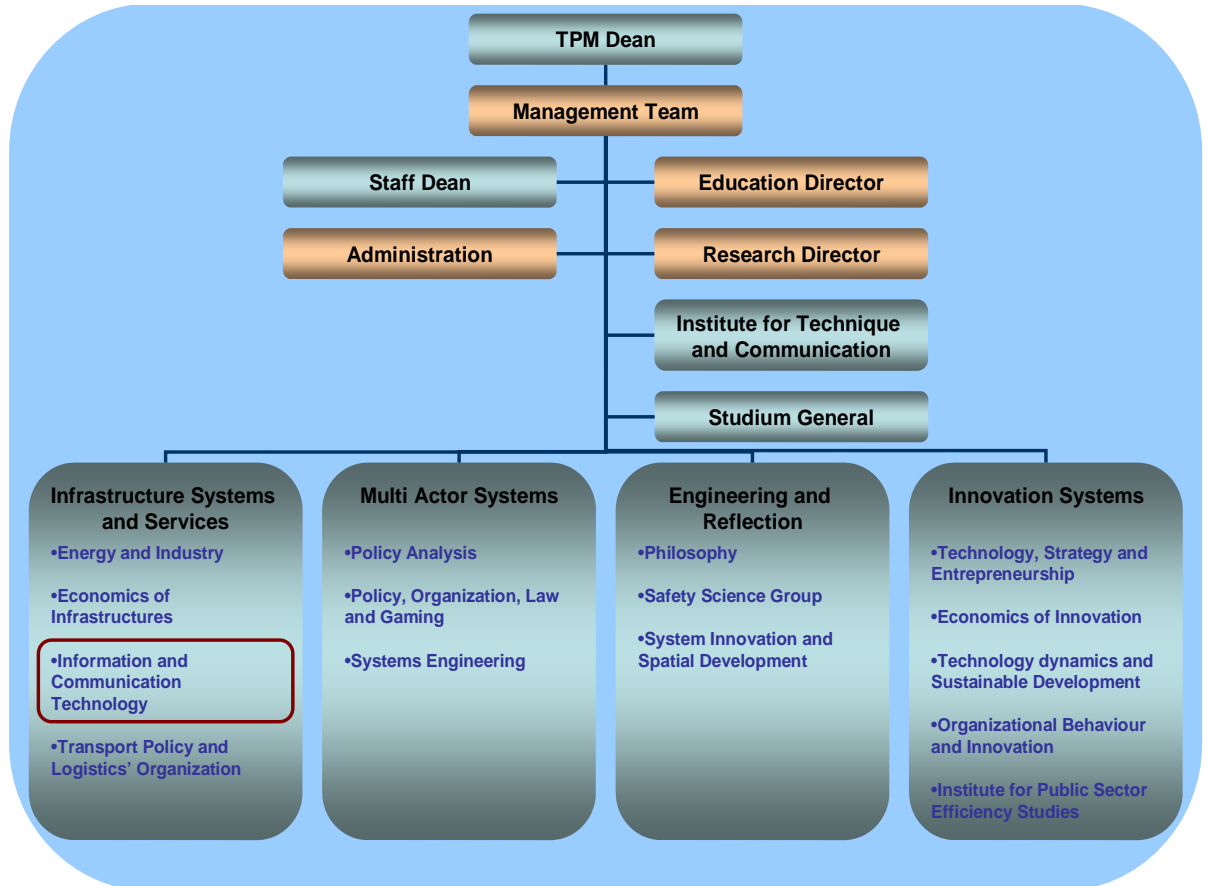 TPM Dean
Management Team
Staff Dean
Education Director
Administration
Research Director
Institute for Technique
and Communication
Studium General
Infrastructure Systems
and Services
•Energy and Industry
•Economics of
Infrastructures
•Information and
Communication
Technology
•Transport Policy and
Logistics’ Organization
Multi Actor Systems
•Policy Analysis
•Policy, Organization, Law
and Gaming
•Systems Engineering
Engineering and
Reflection
•Philosophy
•Safety Science Group
•System Innovation and
Spatial Development
Innovation Systems
•Technology, Strategy and
Entrepreneurship
•Economics of Innovation
•Technology dynamics and
Sustainable Development
•Organizational Behaviour
and Innovation
•Institute for Public Sector
Efficiency Studies